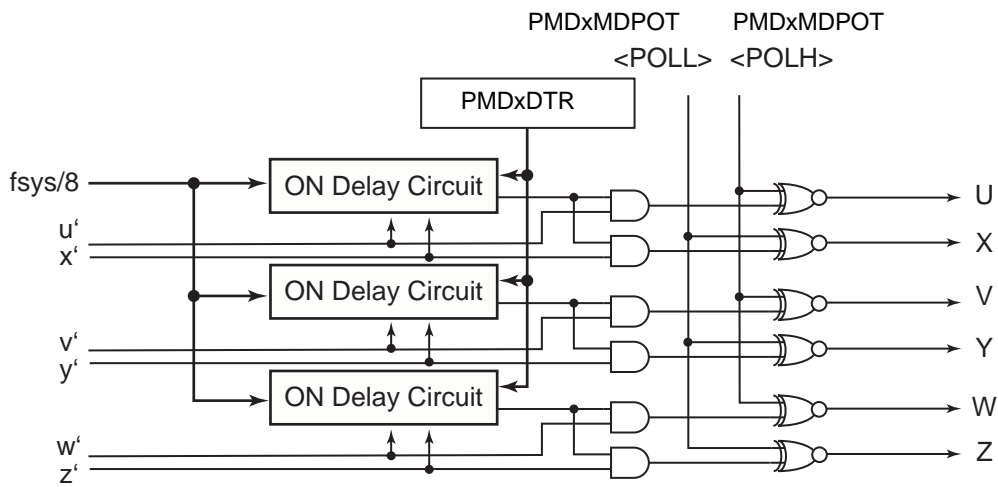 PMDxMDPOT PMDxMDPOT
<POLL> <POLH>
PMDxDTR
fsys/8
ON Delay Circuit
U
u‘
x‘
X
ON Delay Circuit
V
v‘
y‘
Y
ON Delay Circuit
W
w‘
z‘
Z